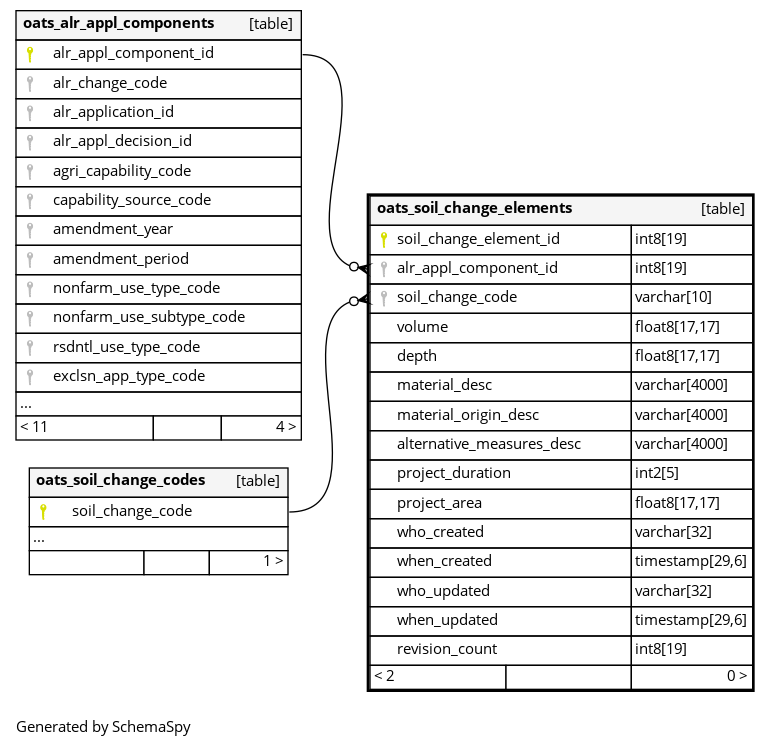 oats_alr_appl_components [table]
alr_appl_component_id
alr_change_code
alr_application_id
alr_appl_decision_id
agri_capability_code
capability_source_code
amendment_year
amendment_period
nonfarm_use_type_code
nonfarm_use_subtype_code
rsdntl_use_type_code
exclsn_app_type_code
...
< 11 4 >
oats_soil_change_codes [table]
soil_change_code
...
1 >
oats_soil_change_elements [table]
soil_change_element_id int8[19]
alr_appl_component_id int8[19]
soil_change_code varchar[10]
volume float8[17,17]
depth float8[17,17]
material_desc varchar[4000]
material_origin_desc varchar[4000]
alternative_measures_desc varchar[4000]
project_duration int2[5]
project_area float8[17,17]
who_created varchar[32]
when_created timestamp[29,6]
who_updated varchar[32]
when_updated timestamp[29,6]
revision_count int8[19]
< 2 0 >
Generated by SchemaSpy